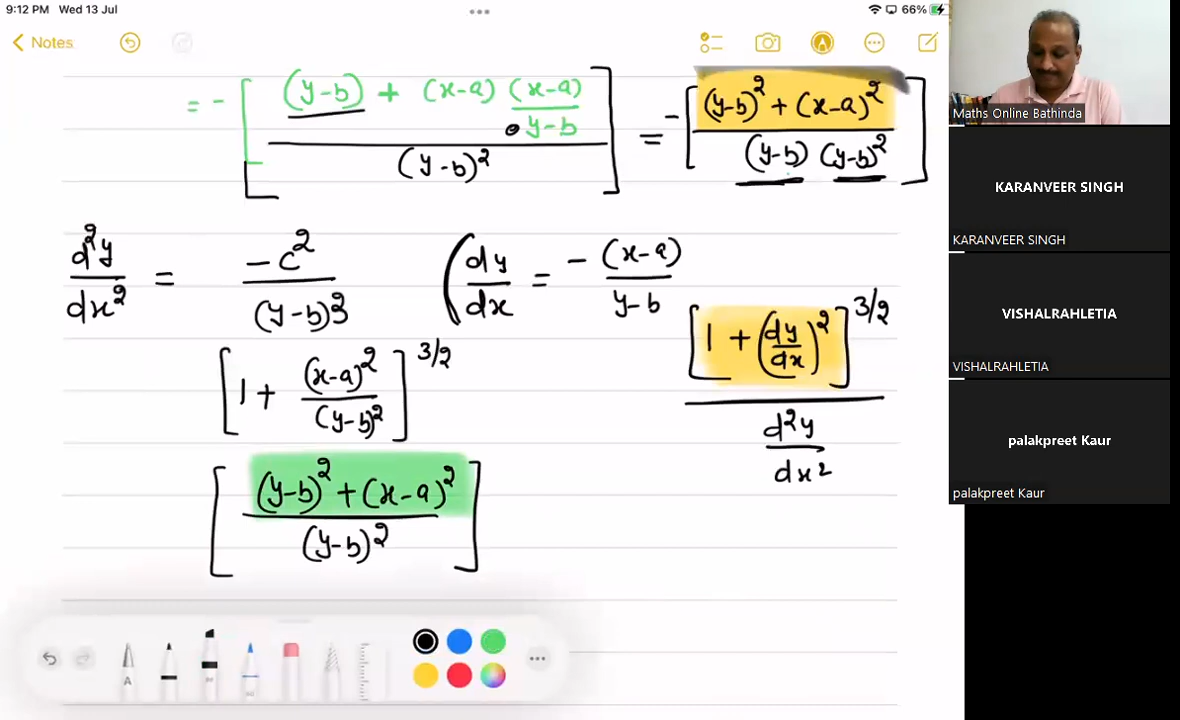 9:12 PM Wed 13 Jul
66%
Notes
= - [ (y-b) + (x-a) (x-a)/(y-b) / (y-b)² ] = - [ (y-b)² + (x-a)² / (y-b) (y-b)² ]
d²y/dx² = -c²/(y-b)³ ( dy/dx = - (x-a)/y-b
[ 1 + (x-a)²/(y-b)² ]^3/2
[ 1 + (dy/dx)² ]^3/2 / d²y/dx²
[ (y-b)² + (x-a)² / (y-b)² ]
A
Maths Online Bathinda
KARANVEER SINGH
KARANVEER SINGH
VISHALRAHLETIA
VISHALRAHLETIA
palakpreet Kaur
palakpreet Kaur